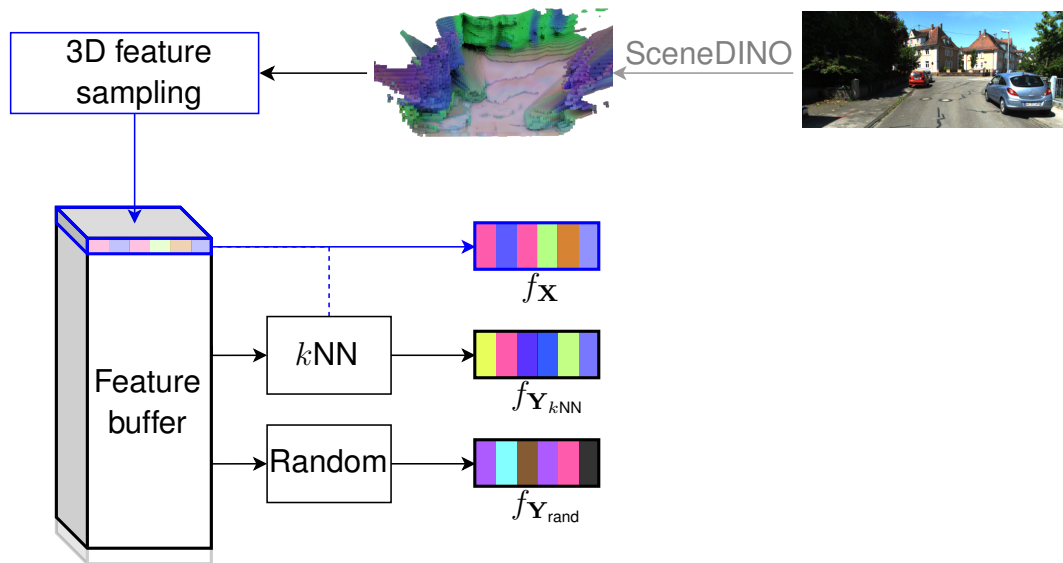 3D feature
sampling
SceneDINO
f_X
kNN
f_Y_kNN
Feature
buffer
Random
f_Y_rand